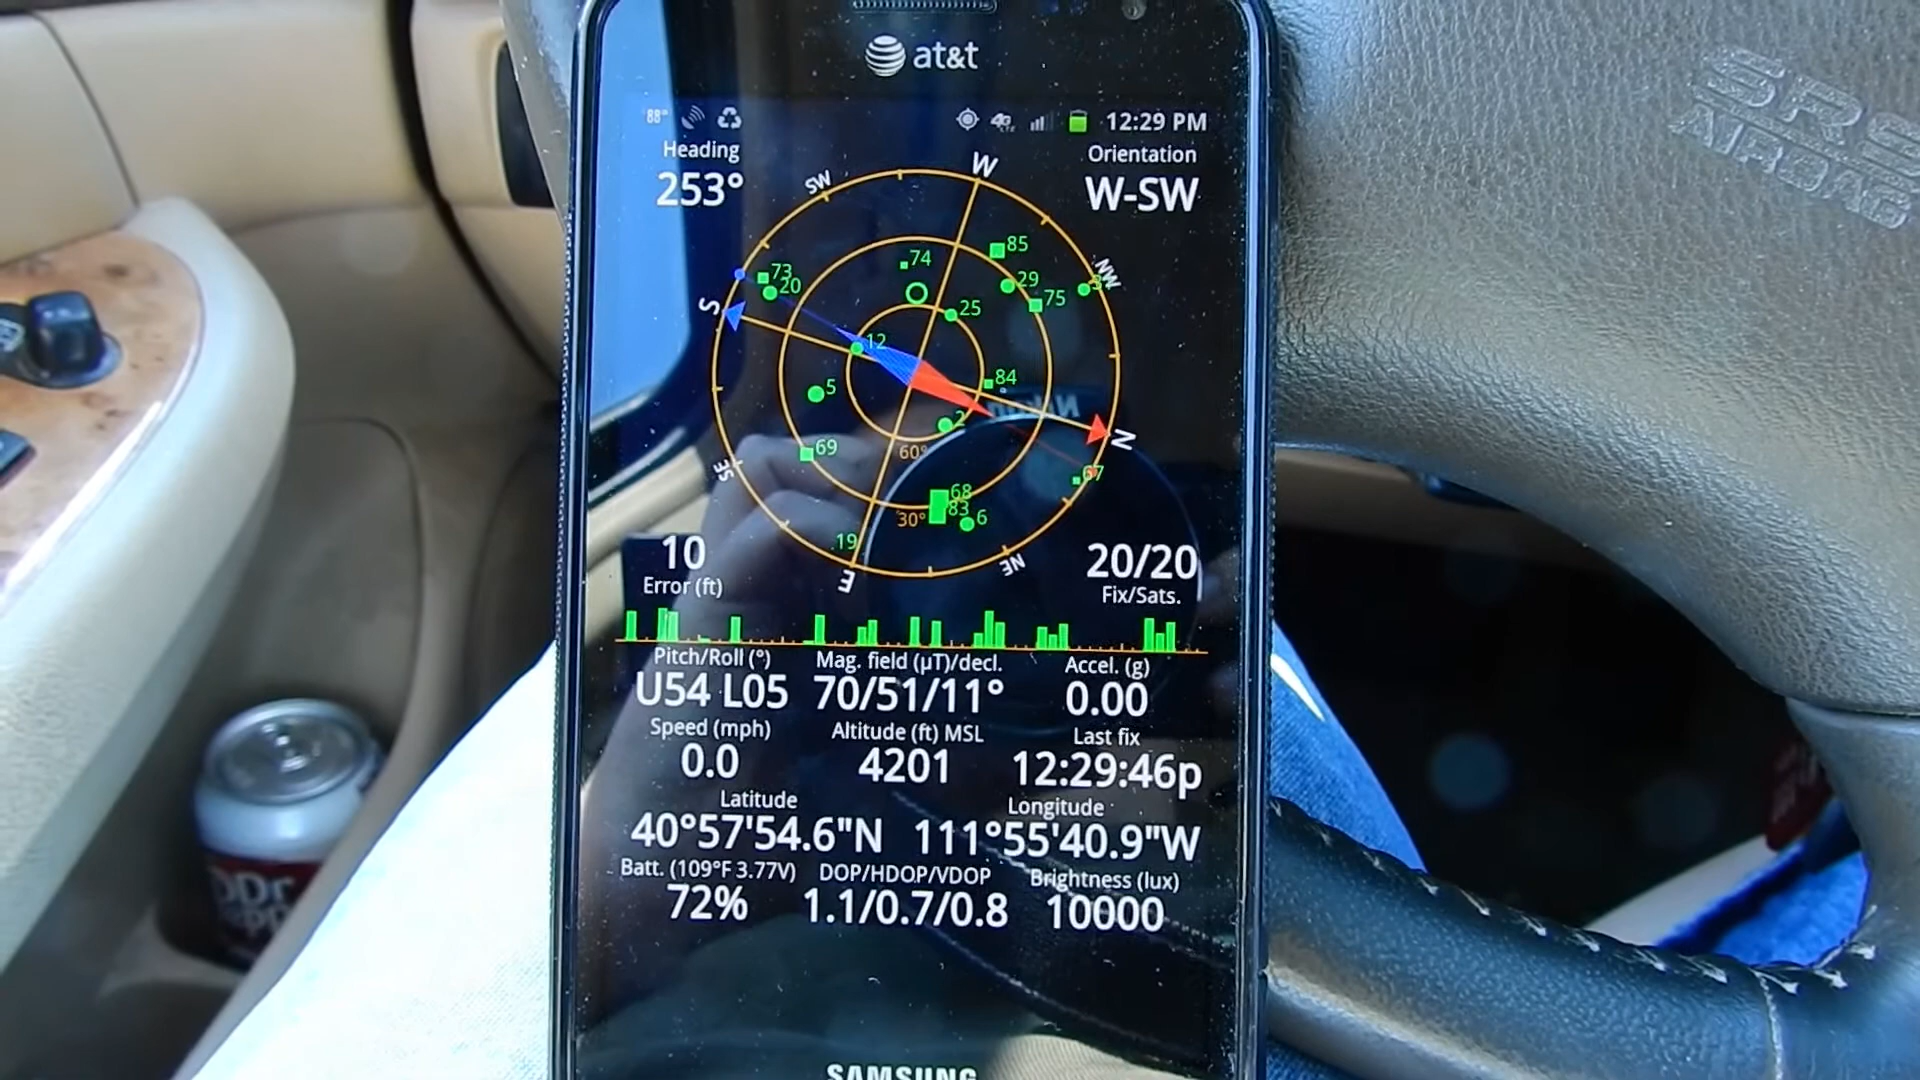 at&t
88°
4G
LTE
12:29 PM
Heading
253°
Orientation
W-SW
W
SW
NW
S
N
SE
NE
E
85
74
73
20
29
75
3
25
12
84
5
2
69
60°
67
68
83
30°
6
19
10
Error (ft)
20/20
Fix/Sats.
Pitch/Roll (°)
Mag. field (µT)/decl.
Accel. (g)
U54 L05
70/51/11°
0.00
Speed (mph)
Altitude (ft) MSL
Last fix
0.0
4201
12:29:46p
Latitude
Longitude
40°57'54.6"N
111°55'40.9"W
Batt. (109°F 3.77V)
DOP/HDOP/VDOP
Brightness (lux)
72%
1.1/0.7/0.8
10000
SAMSUNG
SRS
AIRBAG
Nikon